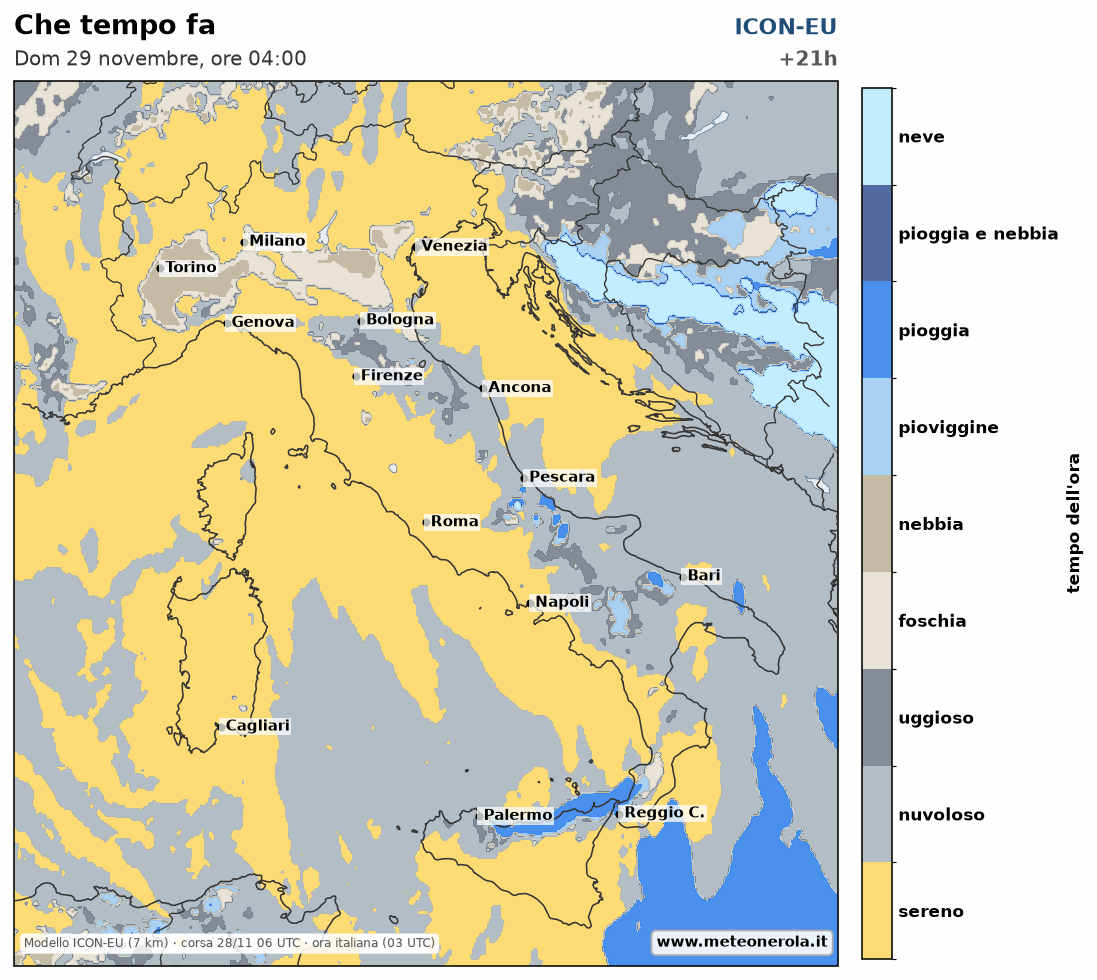 Che tempo fa
ICON-EU
Dom 29 novembre, ore 04:00
+21h
neve
pioggia e nebbia
pioggia
pioviggine
nebbia
foschia
uggioso
nuvoloso
sereno
tempo dell'ora
Milano
Venezia
Torino
Genova
Bologna
Firenze
Ancona
Pescara
Roma
Bari
Napoli
Cagliari
Palermo
Reggio C.
Modello ICON-EU (7 km) · corsa 28/11 06 UTC · ora italiana (03 UTC)
www.meteonerola.it